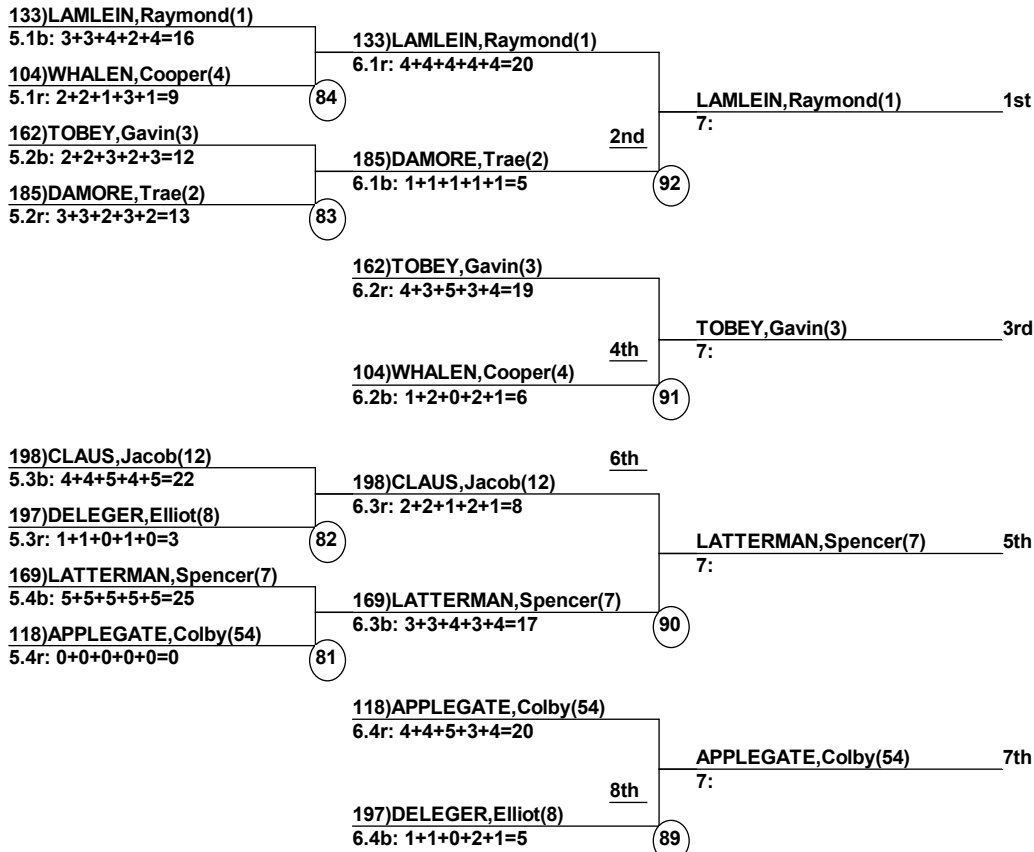 133)LAMLEIN,Raymond(1)
5.1b: 3+3+4+2+4=16
104)WHALEN,Cooper(4)
5.1r: 2+2+1+3+1=9
84
162)TOBEY,Gavin(3)
5.2b: 2+2+3+2+3=12
185)DAMORE,Trae(2)
5.2r: 3+3+2+3+2=13
83
133)LAMLEIN,Raymond(1)
6.1r: 4+4+4+4+4=20
185)DAMORE,Trae(2)
6.1b: 1+1+1+1+1=5
2nd
92
LAMLEIN,Raymond(1)
7:
1st
162)TOBEY,Gavin(3)
6.2r: 4+3+5+3+4=19
104)WHALEN,Cooper(4)
6.2b: 1+2+0+2+1=6
4th
91
TOBEY,Gavin(3)
7:
3rd
198)CLAUS,Jacob(12)
5.3b: 4+4+5+4+5=22
197)DELEGER,Elliot(8)
5.3r: 1+1+0+1+0=3
82
169)LATTERMAN,Spencer(7)
5.4b: 5+5+5+5+5=25
118)APPLEGATE,Colby(54)
5.4r: 0+0+0+0+0=0
81
6th
198)CLAUS,Jacob(12)
6.3r: 2+2+1+2+1=8
169)LATTERMAN,Spencer(7)
6.3b: 3+3+4+3+4=17
90
LATTERMAN,Spencer(7)
7:
5th
118)APPLEGATE,Colby(54)
6.4r: 4+4+5+3+4=20
197)DELEGER,Elliot(8)
6.4b: 1+1+0+2+1=5
8th
89
APPLEGATE,Colby(54)
7:
7th